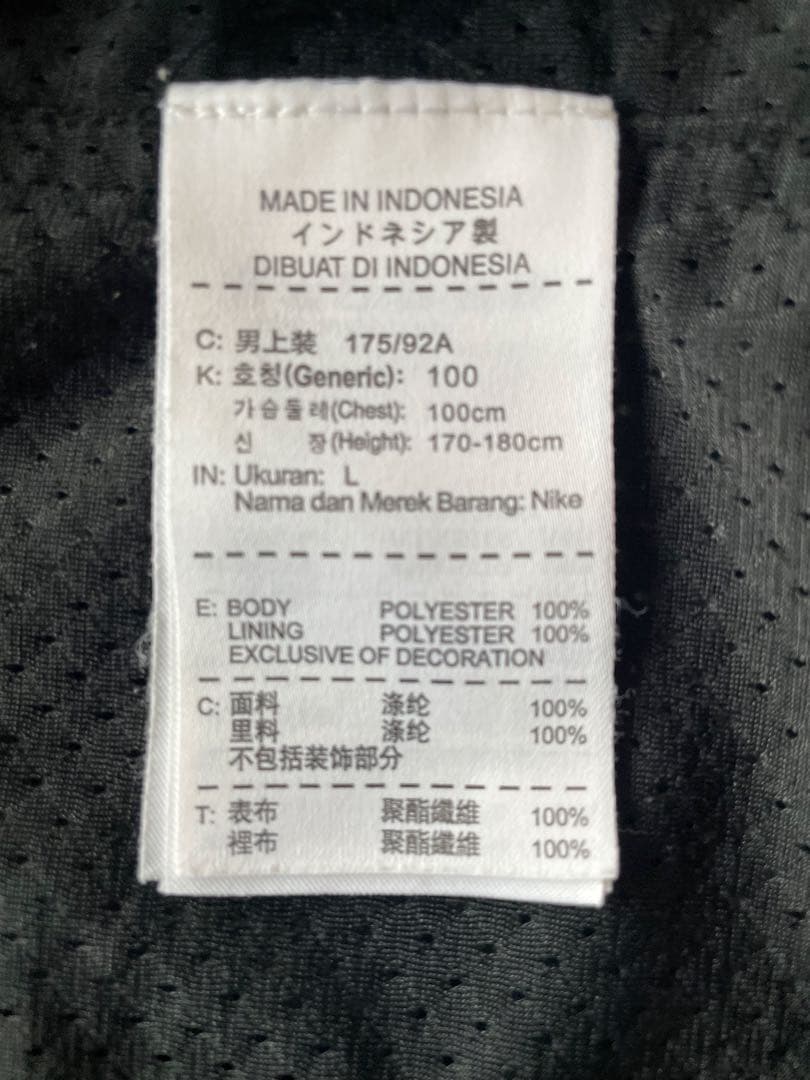 MADE IN INDONESIA
インドネシア製
DIBUAT DI INDONESIA
C: 男上装 175/92A
K: 호칭(Generic): 100
가슴둘레(Chest): 100cm
신 장(Height): 170-180cm
IN: Ukuran: L
Nama dan Merek Barang: Nike
E: BODY POLYESTER 100%
LINING POLYESTER 100%
EXCLUSIVE OF DECORATION
C: 面料 涤纶 100%
里料 涤纶 100%
不包括装饰部分
T: 表布 聚酯纖維 100%
裡布 聚酯纖維 100%